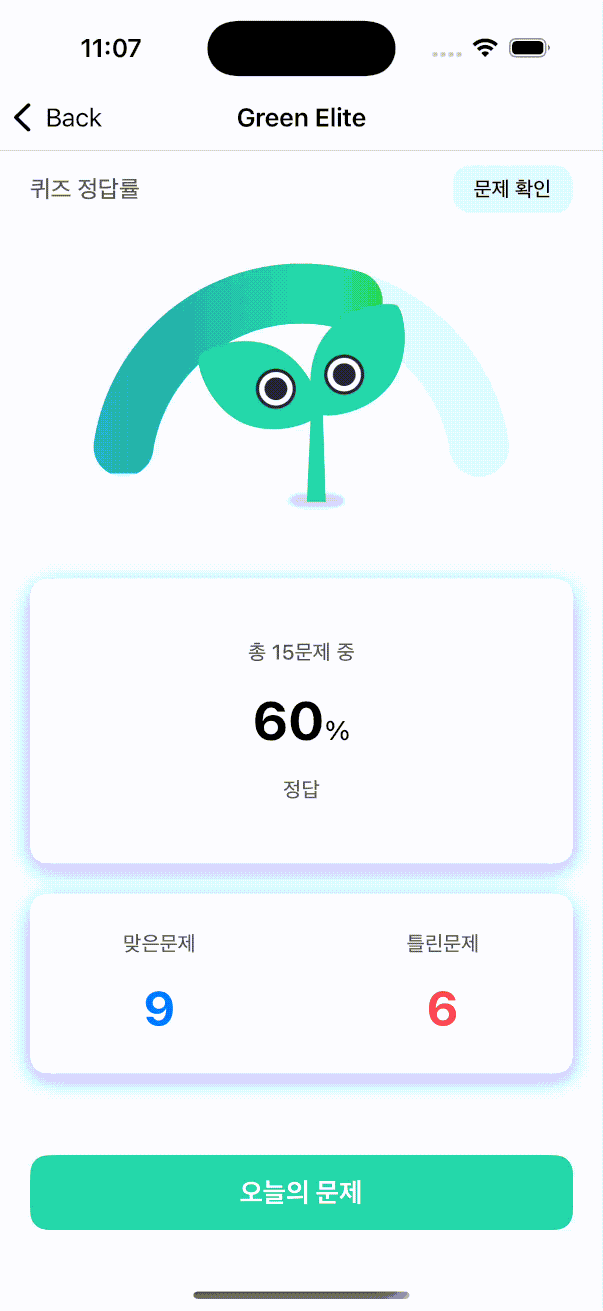 11:07
Back
Green Elite
퀴즈 정답률
문제 확인
총 15문제 중
60%
정답
맞은문제
틀린문제
9
6
오늘의 문제